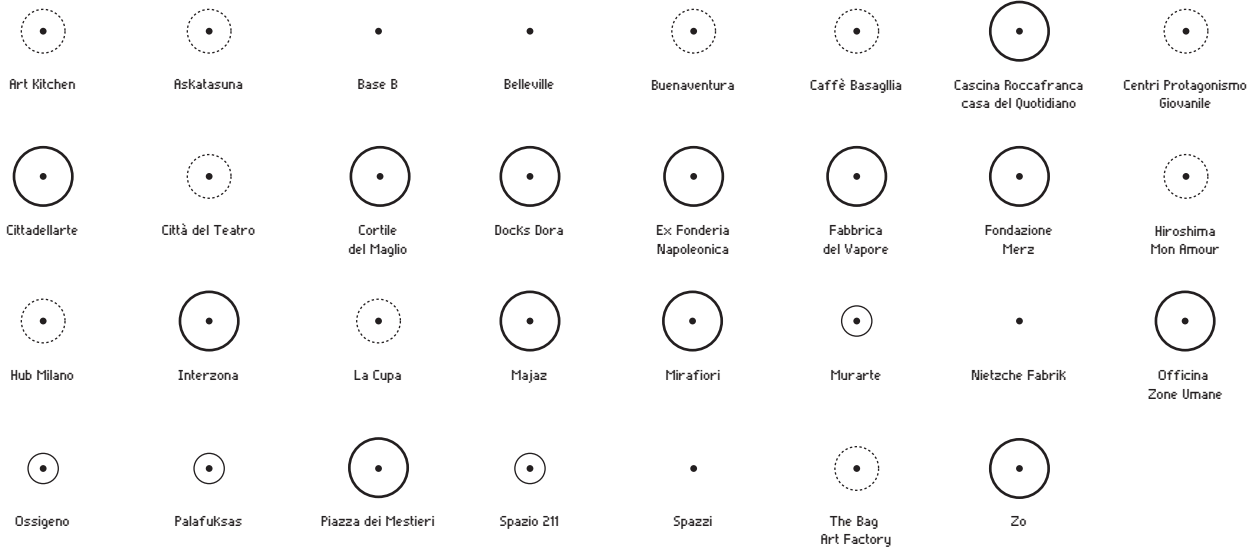 Art Kitchen
Askatasuna
Base B
Belleville
Buenaventura
Caffè Basagllia
Cascina Roccafranca
casa del Quotidiano
Centri Protagonismo
Giovanile
Cittadellarte
Città del Teatro
Cortile
del Maglio
Docks Dora
Ex Fonderia
Napoleonica
Fabbrica
del Vapore
Fondazione
Merz
Hiroshima
Mon Amour
Hub Milano
Interzona
La Cupa
Majaz
Mirafiori
Murarte
Nietzche Fabrik
Officina
Zone Umane
Ossigeno
Palafuksas
Piazza dei Mestieri
Spazio 211
Spazzi
The Bag
Art Factory
Zo